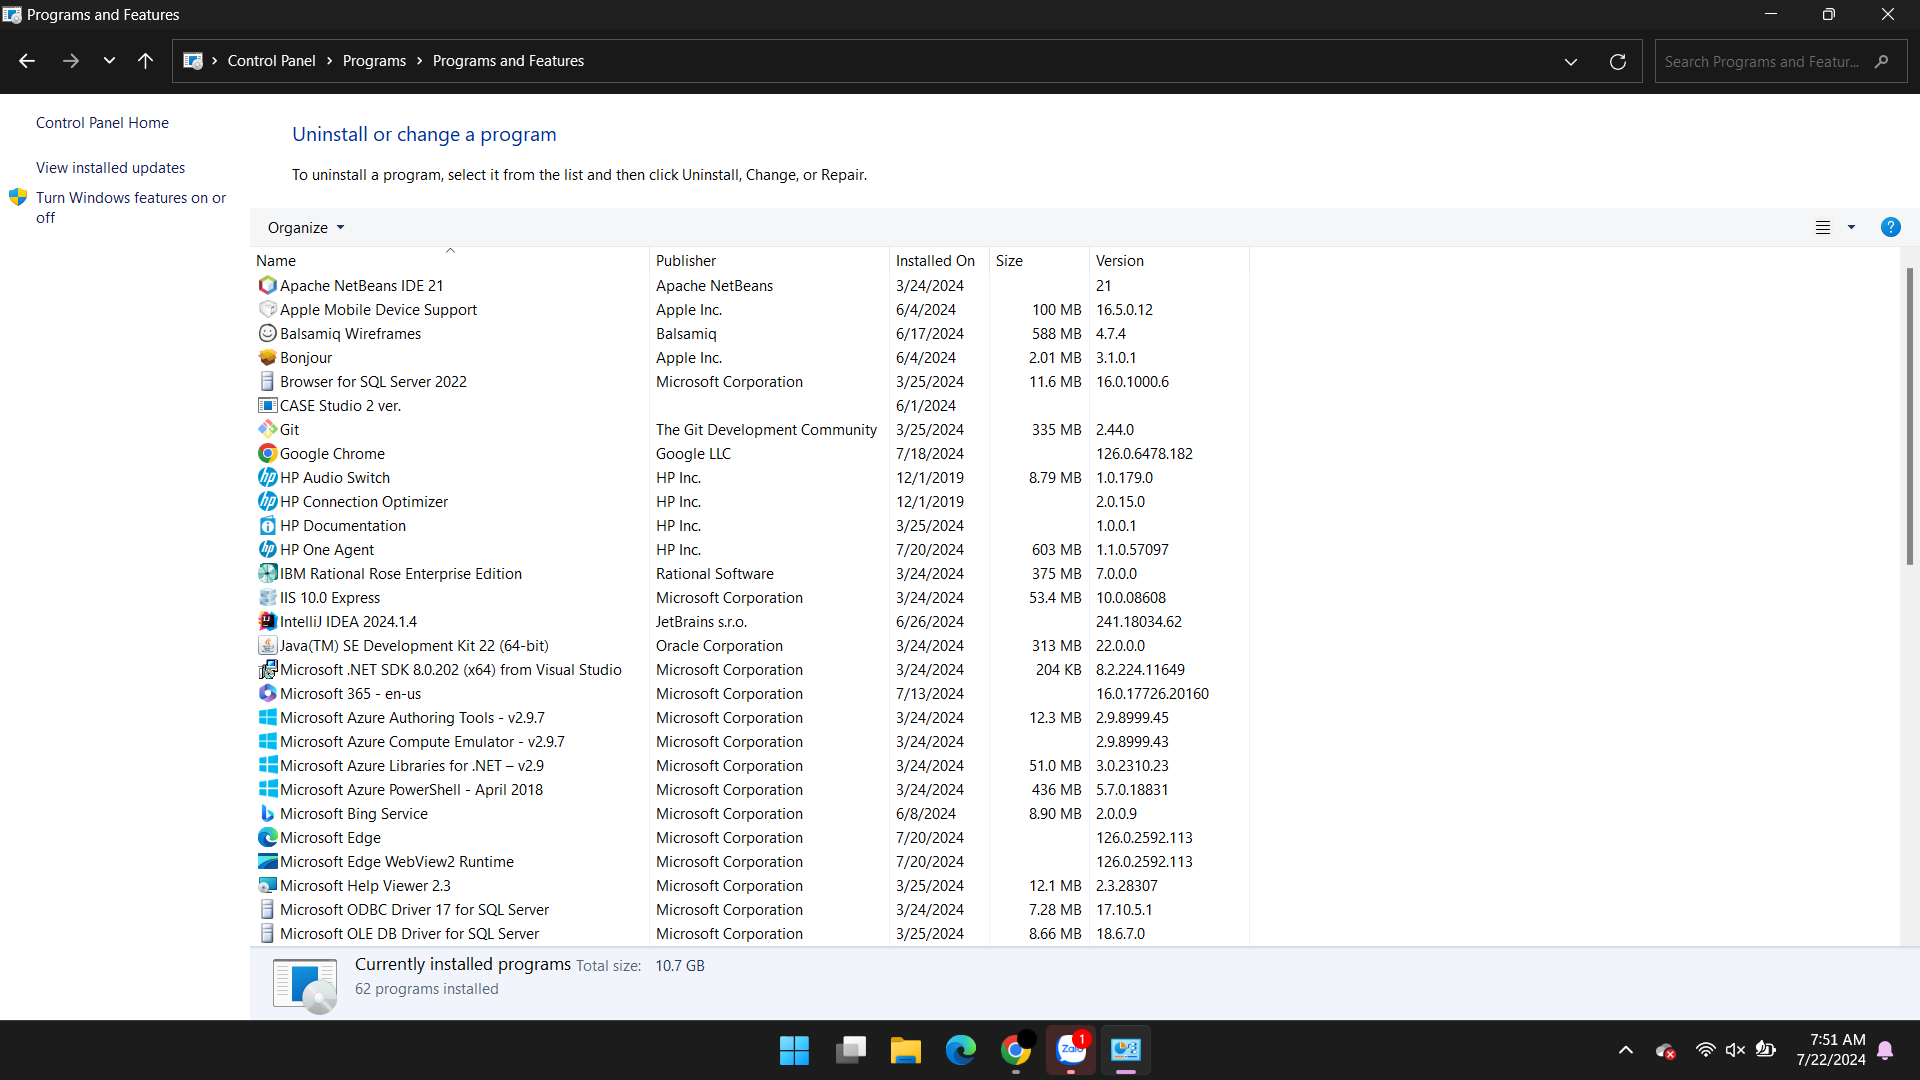 Programs and Features
Control Panel > Programs > Programs and Features
Search Programs and Featur...
Control Panel Home
View installed updates
Turn Windows features on or
off
Uninstall or change a program
To uninstall a program, select it from the list and then click Uninstall, Change, or Repair.
Organize
Name Publisher Installed On Size Version
Apache NetBeans IDE 21 Apache NetBeans 3/24/2024 21
Apple Mobile Device Support Apple Inc. 6/4/2024 100 MB 16.5.0.12
Balsamiq Wireframes Balsamiq 6/17/2024 588 MB 4.7.4
Bonjour Apple Inc. 6/4/2024 2.01 MB 3.1.0.1
Browser for SQL Server 2022 Microsoft Corporation 3/25/2024 11.6 MB 16.0.1000.6
CASE Studio 2 ver. 6/1/2024
Git The Git Development Community 3/25/2024 335 MB 2.44.0
Google Chrome Google LLC 7/18/2024 126.0.6478.182
HP Audio Switch HP Inc. 12/1/2019 8.79 MB 1.0.179.0
HP Connection Optimizer HP Inc. 12/1/2019 2.0.15.0
HP Documentation HP Inc. 3/25/2024 1.0.0.1
HP One Agent HP Inc. 7/20/2024 603 MB 1.1.0.57097
IBM Rational Rose Enterprise Edition Rational Software 3/24/2024 375 MB 7.0.0.0
IIS 10.0 Express Microsoft Corporation 3/24/2024 53.4 MB 10.0.08608
IntelliJ IDEA 2024.1.4 JetBrains s.r.o. 6/26/2024 241.18034.62
Java(TM) SE Development Kit 22 (64-bit) Oracle Corporation 3/24/2024 313 MB 22.0.0.0
Microsoft .NET SDK 8.0.202 (x64) from Visual Studio Microsoft Corporation 3/24/2024 204 KB 8.2.224.11649
Microsoft 365 - en-us Microsoft Corporation 7/13/2024 16.0.17726.20160
Microsoft Azure Authoring Tools - v2.9.7 Microsoft Corporation 3/24/2024 12.3 MB 2.9.8999.45
Microsoft Azure Compute Emulator - v2.9.7 Microsoft Corporation 3/24/2024 2.9.8999.43
Microsoft Azure Libraries for .NET – v2.9 Microsoft Corporation 3/24/2024 51.0 MB 3.0.2310.23
Microsoft Azure PowerShell - April 2018 Microsoft Corporation 3/24/2024 436 MB 5.7.0.18831
Microsoft Bing Service Microsoft Corporation 6/8/2024 8.90 MB 2.0.0.9
Microsoft Edge Microsoft Corporation 7/20/2024 126.0.2592.113
Microsoft Edge WebView2 Runtime Microsoft Corporation 7/20/2024 126.0.2592.113
Microsoft Help Viewer 2.3 Microsoft Corporation 3/25/2024 12.1 MB 2.3.28307
Microsoft ODBC Driver 17 for SQL Server Microsoft Corporation 3/24/2024 7.28 MB 17.10.5.1
Microsoft OLE DB Driver for SQL Server Microsoft Corporation 3/25/2024 8.66 MB 18.6.7.0
Currently installed programs Total size: 10.7 GB
62 programs installed
Zalo 1
7:51 AM
7/22/2024